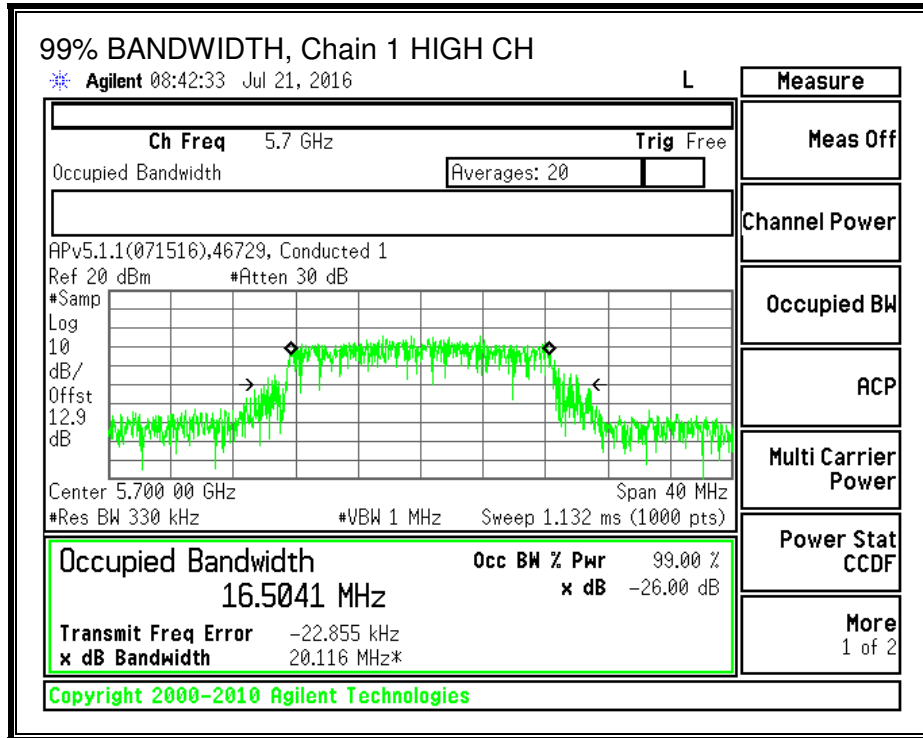 99% BANDWIDTH, Chain 1 HIGH CH
Agilent 08:42:33 Jul 21, 2016 L
Measure
Ch Freq 5.7 GHz Trig Free
Meas Off
Occupied Bandwidth Averages: 20
Channel Power
APv5.1.1(071516),46729, Conducted 1
Ref 20 dBm #Atten 30 dB
#Samp
Log
10
dB/
Offst
12.9
dB
Occupied BW
ACP
Center 5.700 00 GHz Span 40 MHz
#Res BW 330 kHz #VBW 1 MHz Sweep 1.132 ms (1000 pts)
Multi Carrier
Power
Occupied Bandwidth
16.5041 MHz
Occ BW % Pwr 99.00 %
x dB -26.00 dB
Transmit Freq Error -22.855 kHz
x dB Bandwidth 20.116 MHz*
Power Stat
CCDF
More
1 of 2
Copyright 2000-2010 Agilent Technologies